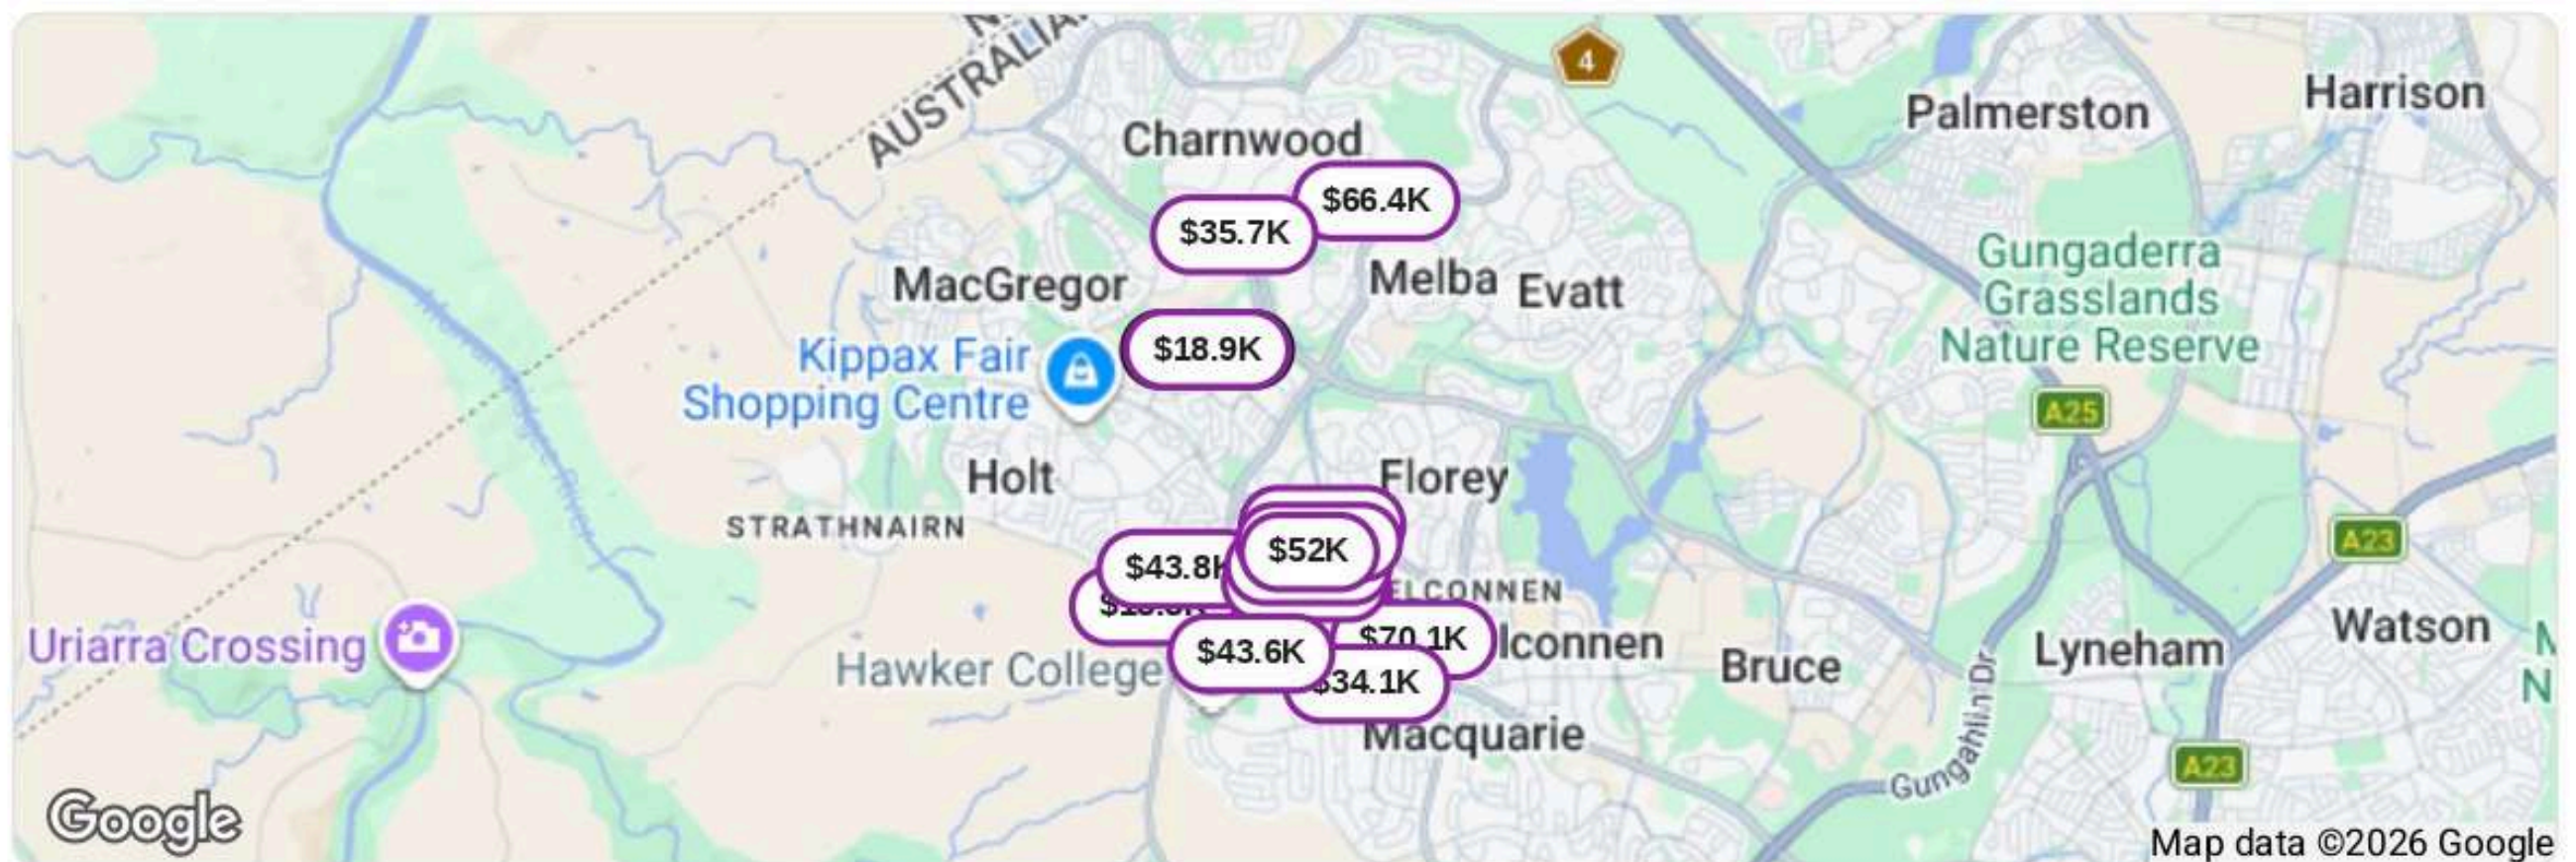 4
Harrison
Palmerston
AUSTRALIA
Charnwood
$66.4K
$35.7K
Gungaderra
Grasslands
Nature Reserve
MacGregor
Melba
Evatt
$18.9K
Kippax Fair
Shopping Centre
A25
Holt
Florey
STRATHNAIRN
A23
$52K
$43.8K
ELCONNEN
Uriarra Crossing
$70.1K
lconnen
Watson
$43.6K
Lyneham
Hawker College
Bruce
$34.1K
Macquarie
Gungahlin Dr
A23
Google
Map data ©2026 Google